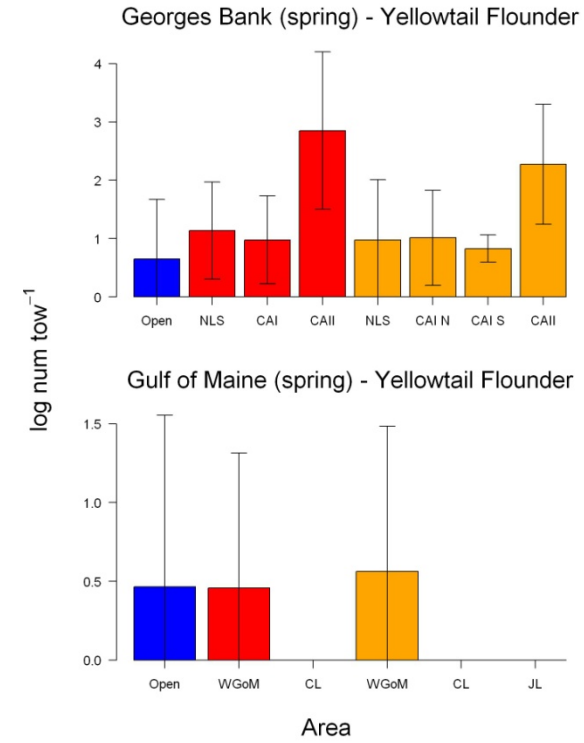 Georges Bank (spring) - Yellowtail Flounder
4
3
2
1
0
Open NLS CAI CAII NLS CAI N CAI S CAII
log num tow⁻¹
Gulf of Maine (spring) - Yellowtail Flounder
1.5
1.0
0.5
0.0
Open WGoM CL WGoM CL JL
Area